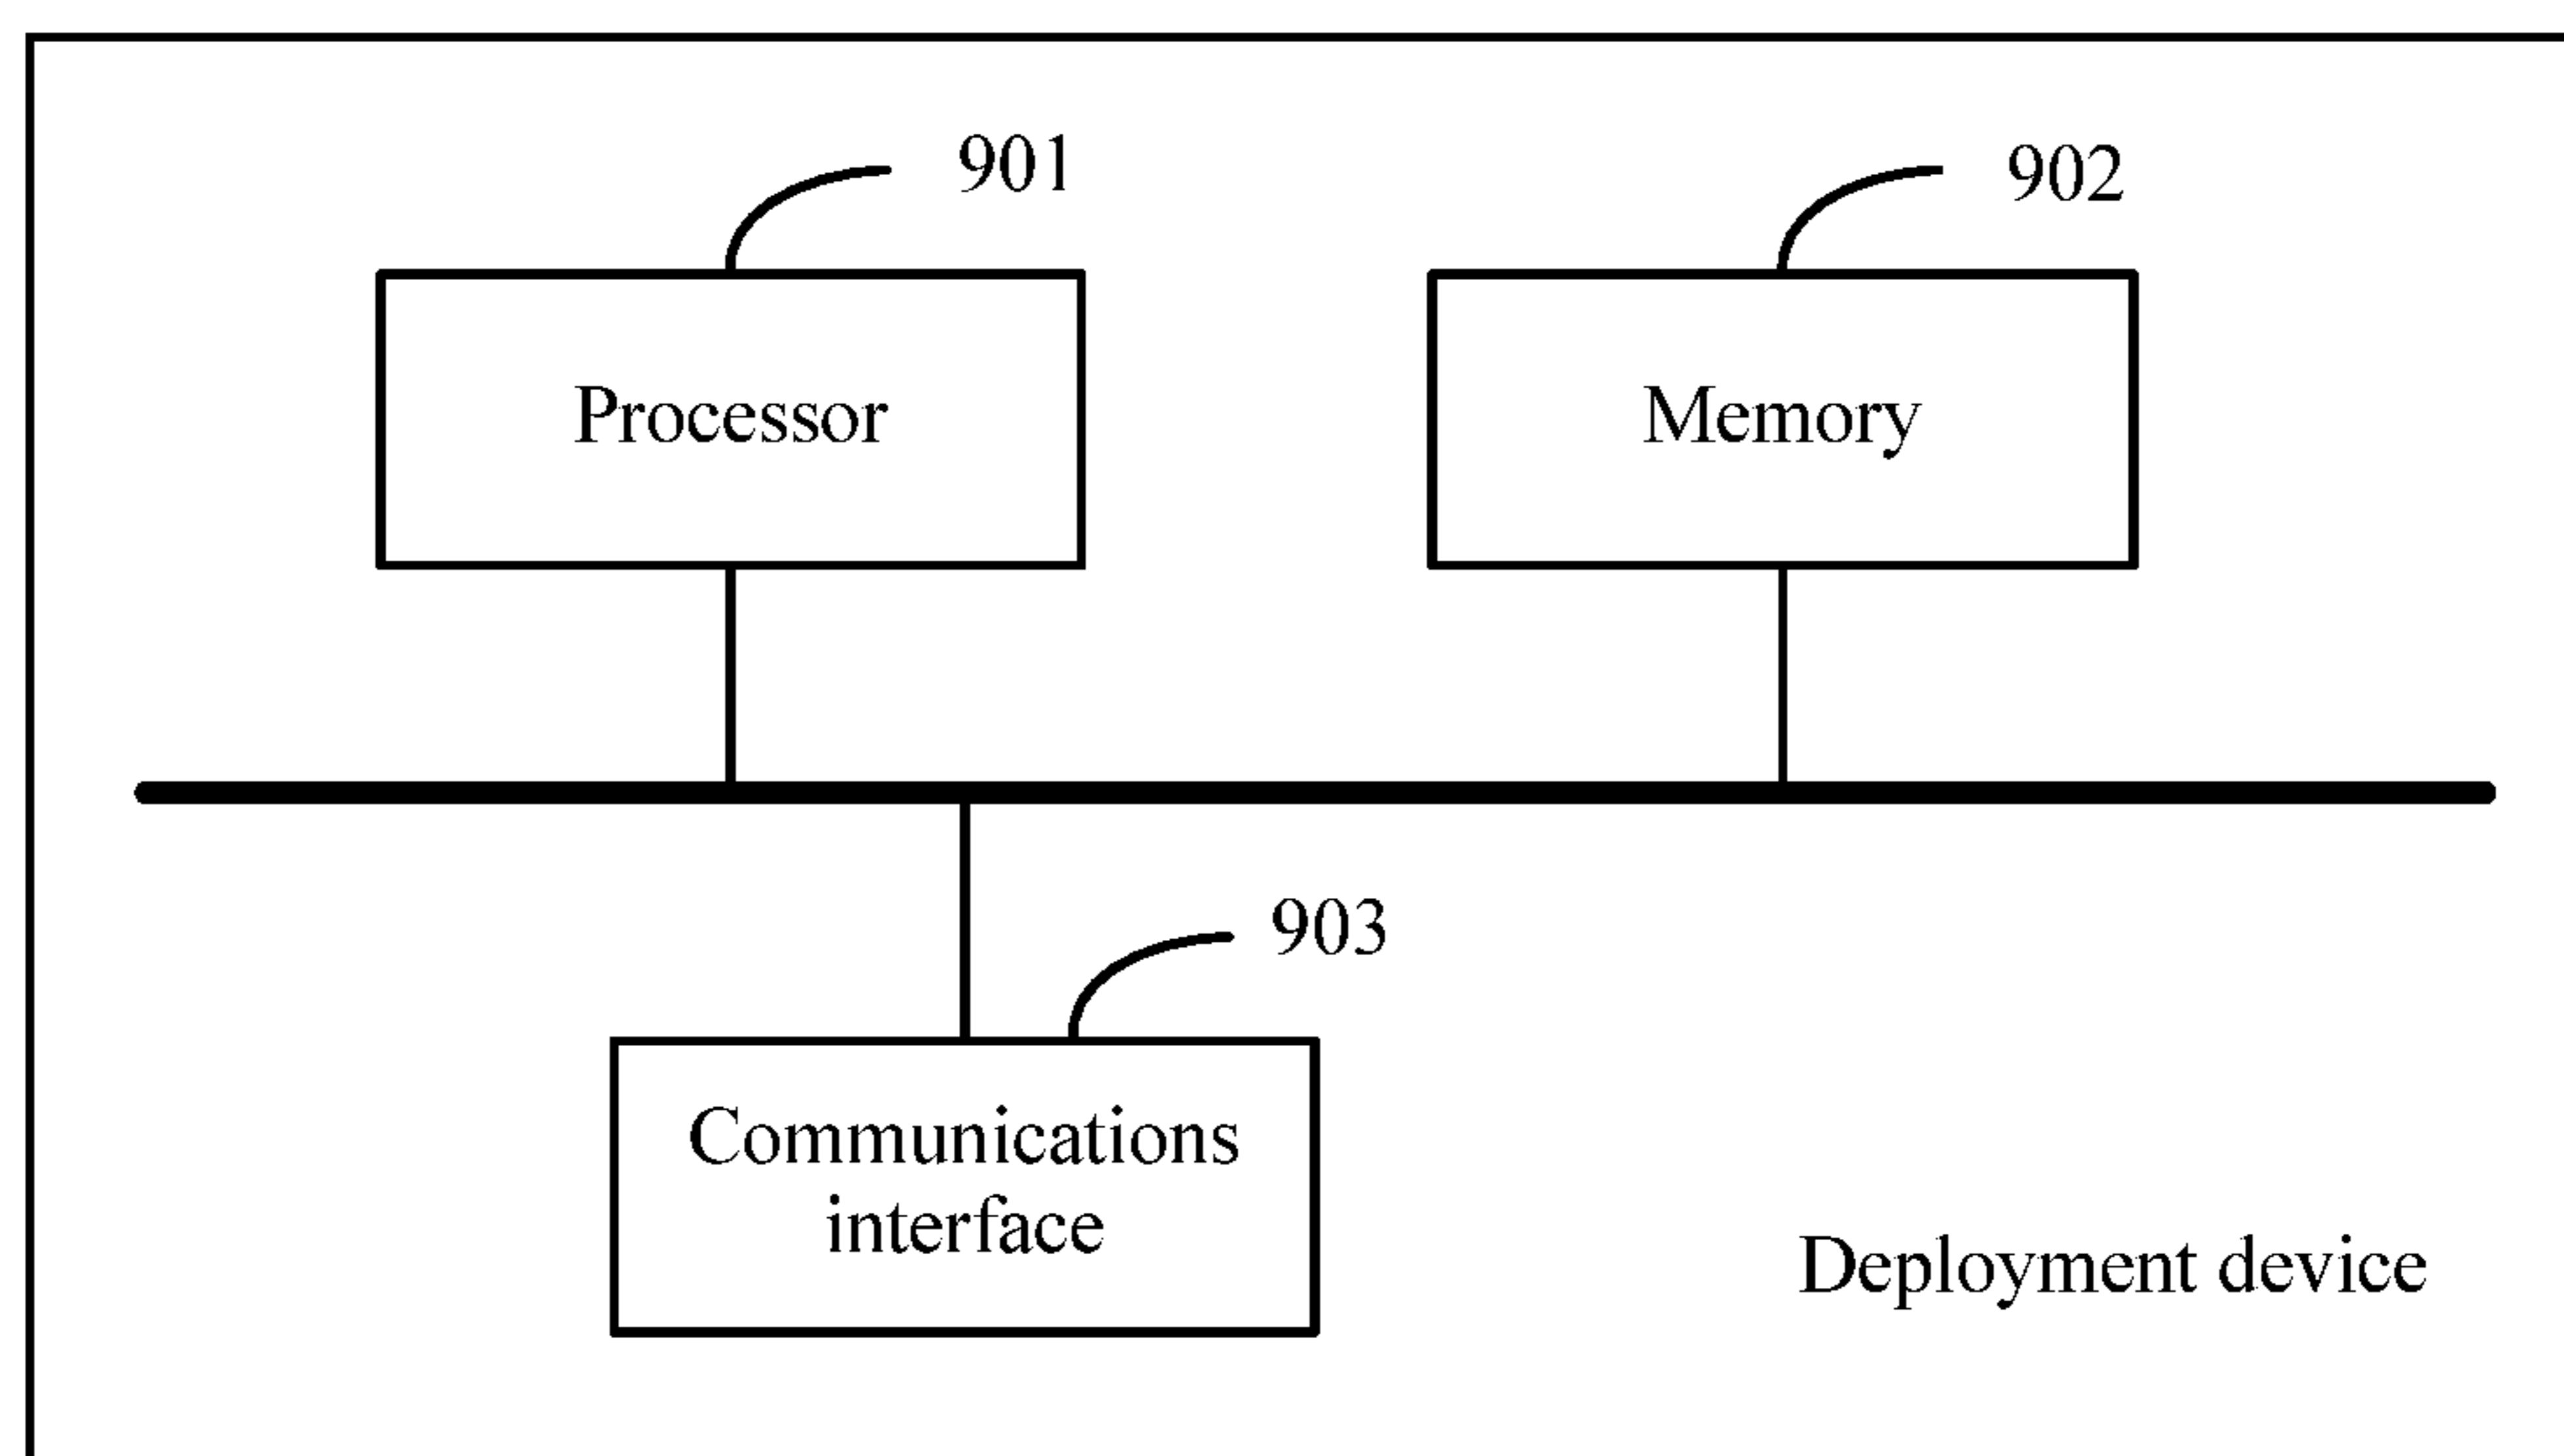 901
902
Processor
Memory
903
Communications
interface
Deployment device